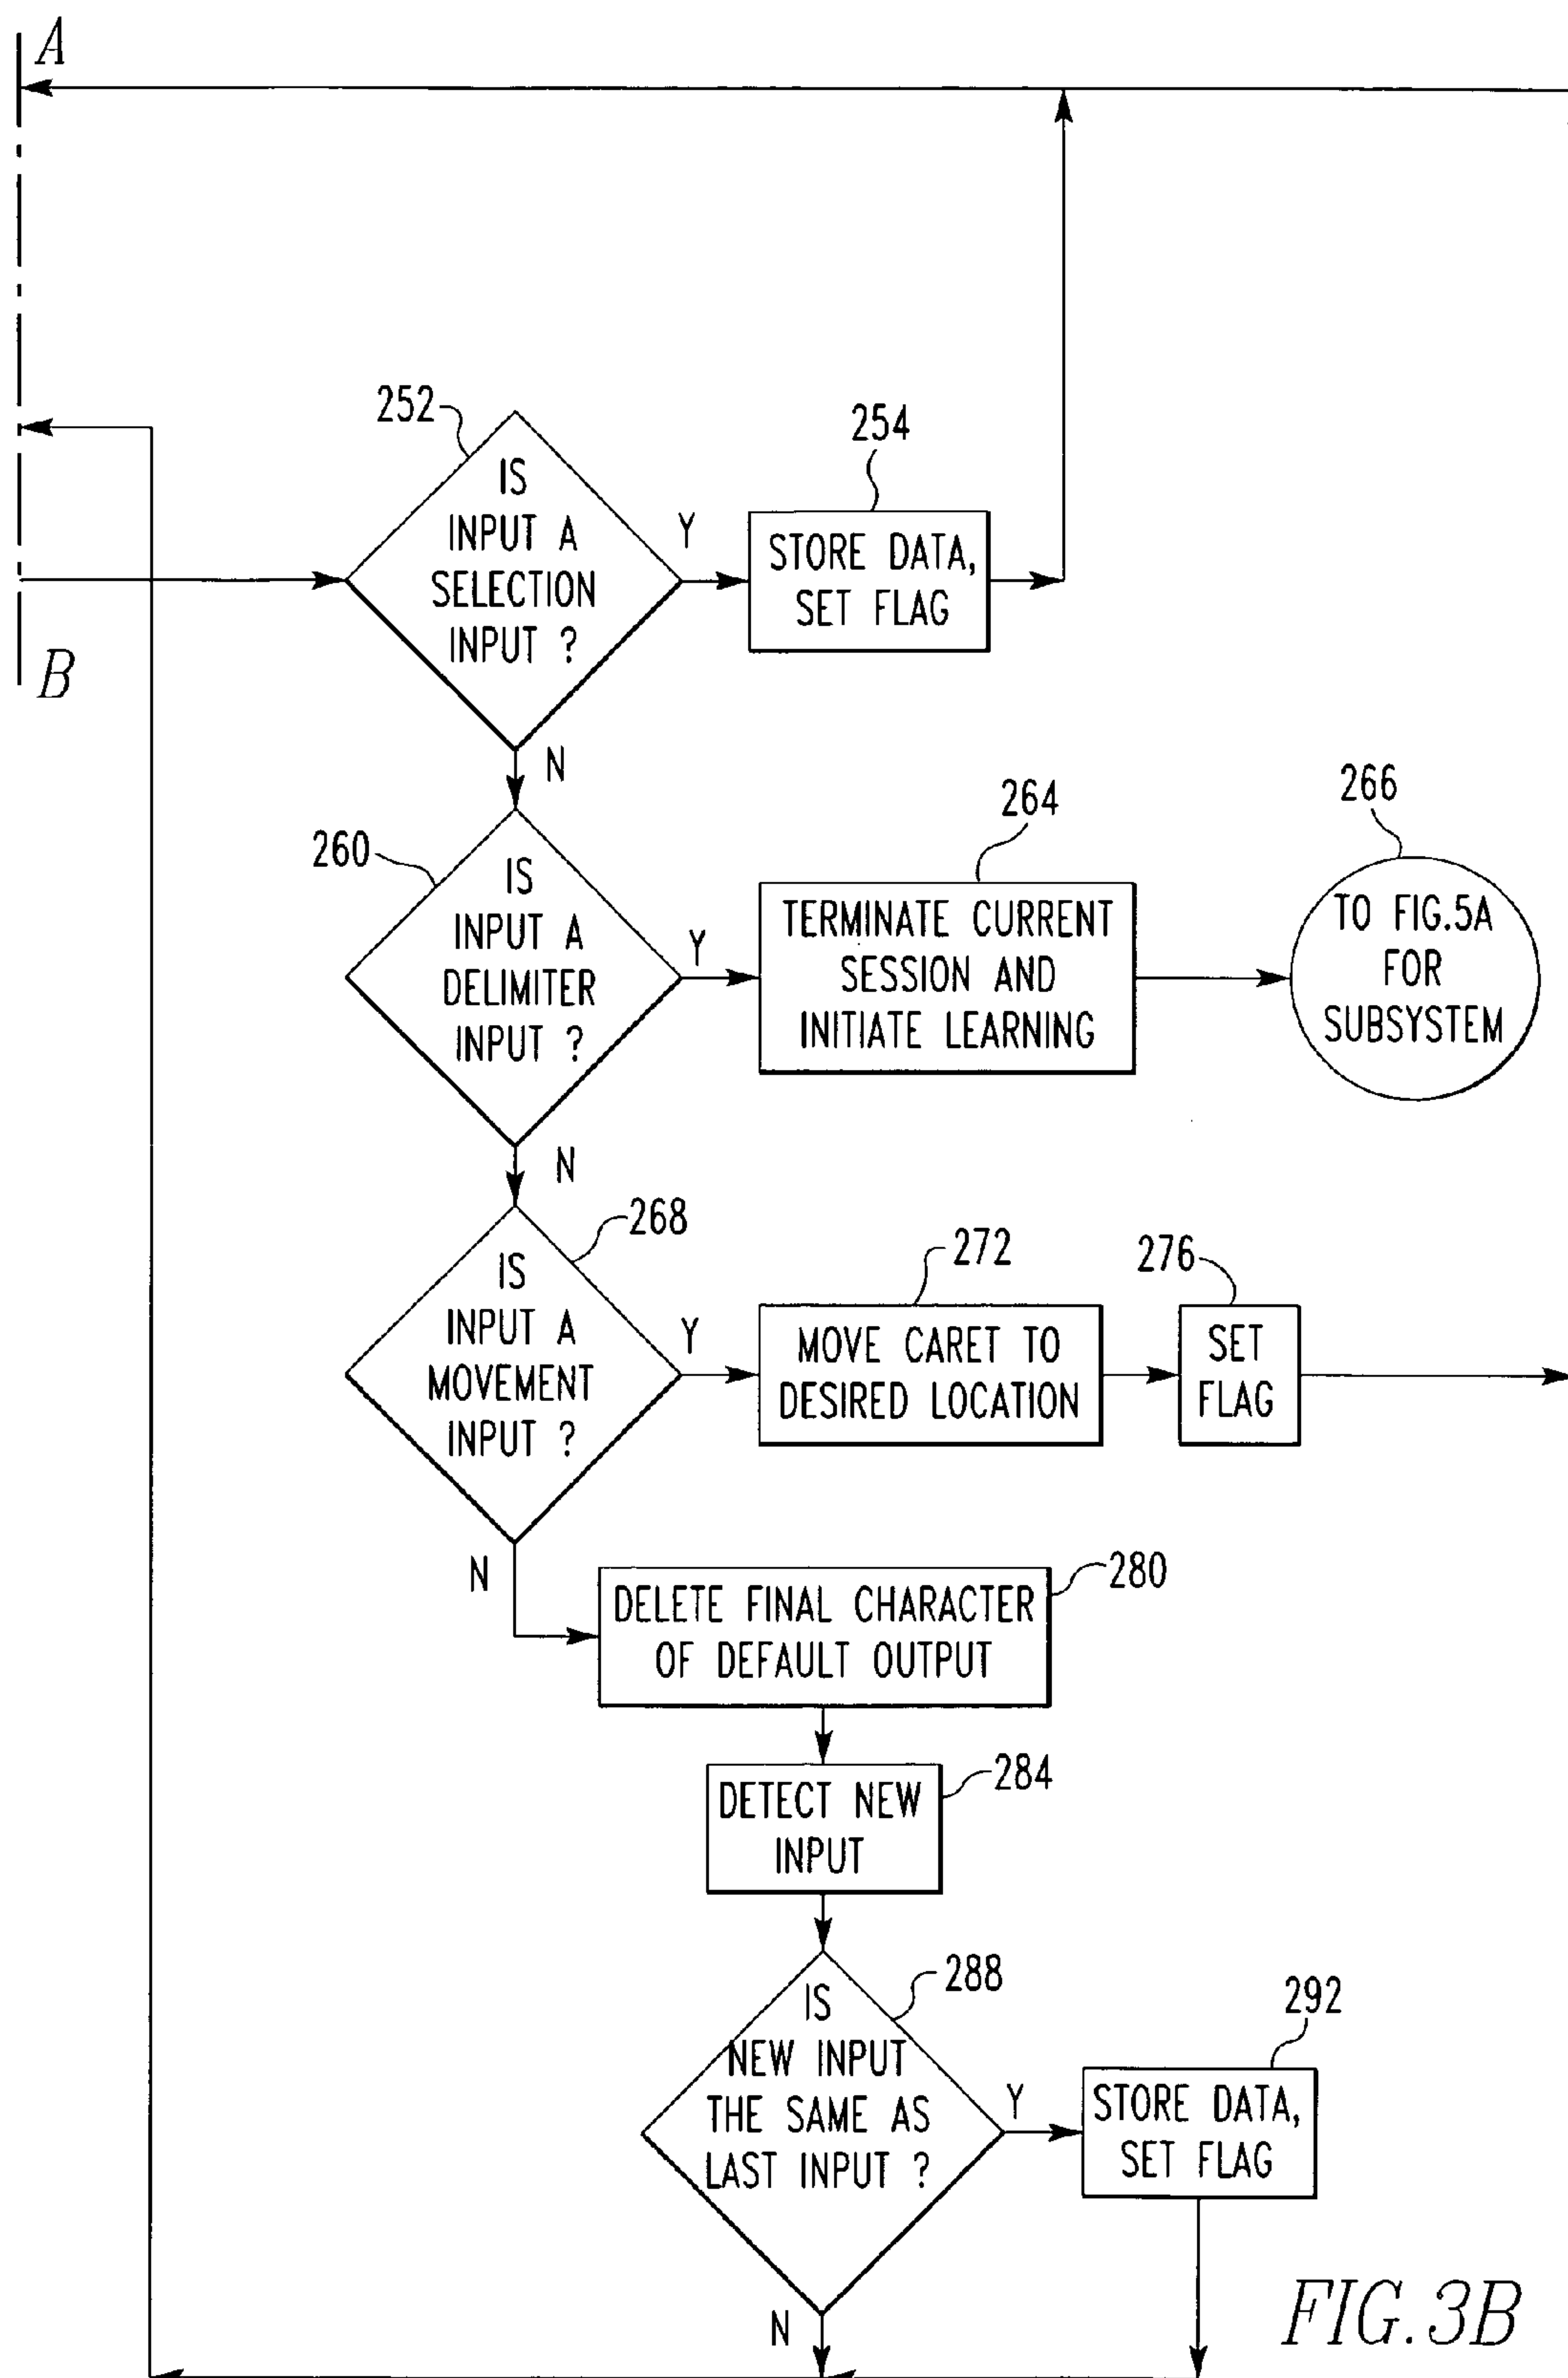 A
252
IS
INPUT A
SELECTION
INPUT ?
Y
254
STORE DATA,
SET FLAG
B
N
260
IS
INPUT A
DELIMITER
INPUT ?
Y
264
TERMINATE CURRENT
SESSION AND
INITIATE LEARNING
266
TO FIG.5A
FOR
SUBSYSTEM
N
268
IS
INPUT A
MOVEMENT
INPUT ?
Y
272
MOVE CARET TO
DESIRED LOCATION
276
SET
FLAG
N
280
DELETE FINAL CHARACTER
OF DEFAULT OUTPUT
284
DETECT NEW
INPUT
288
IS
NEW INPUT
THE SAME AS
LAST INPUT ?
Y
292
STORE DATA,
SET FLAG
N
FIG. 3B